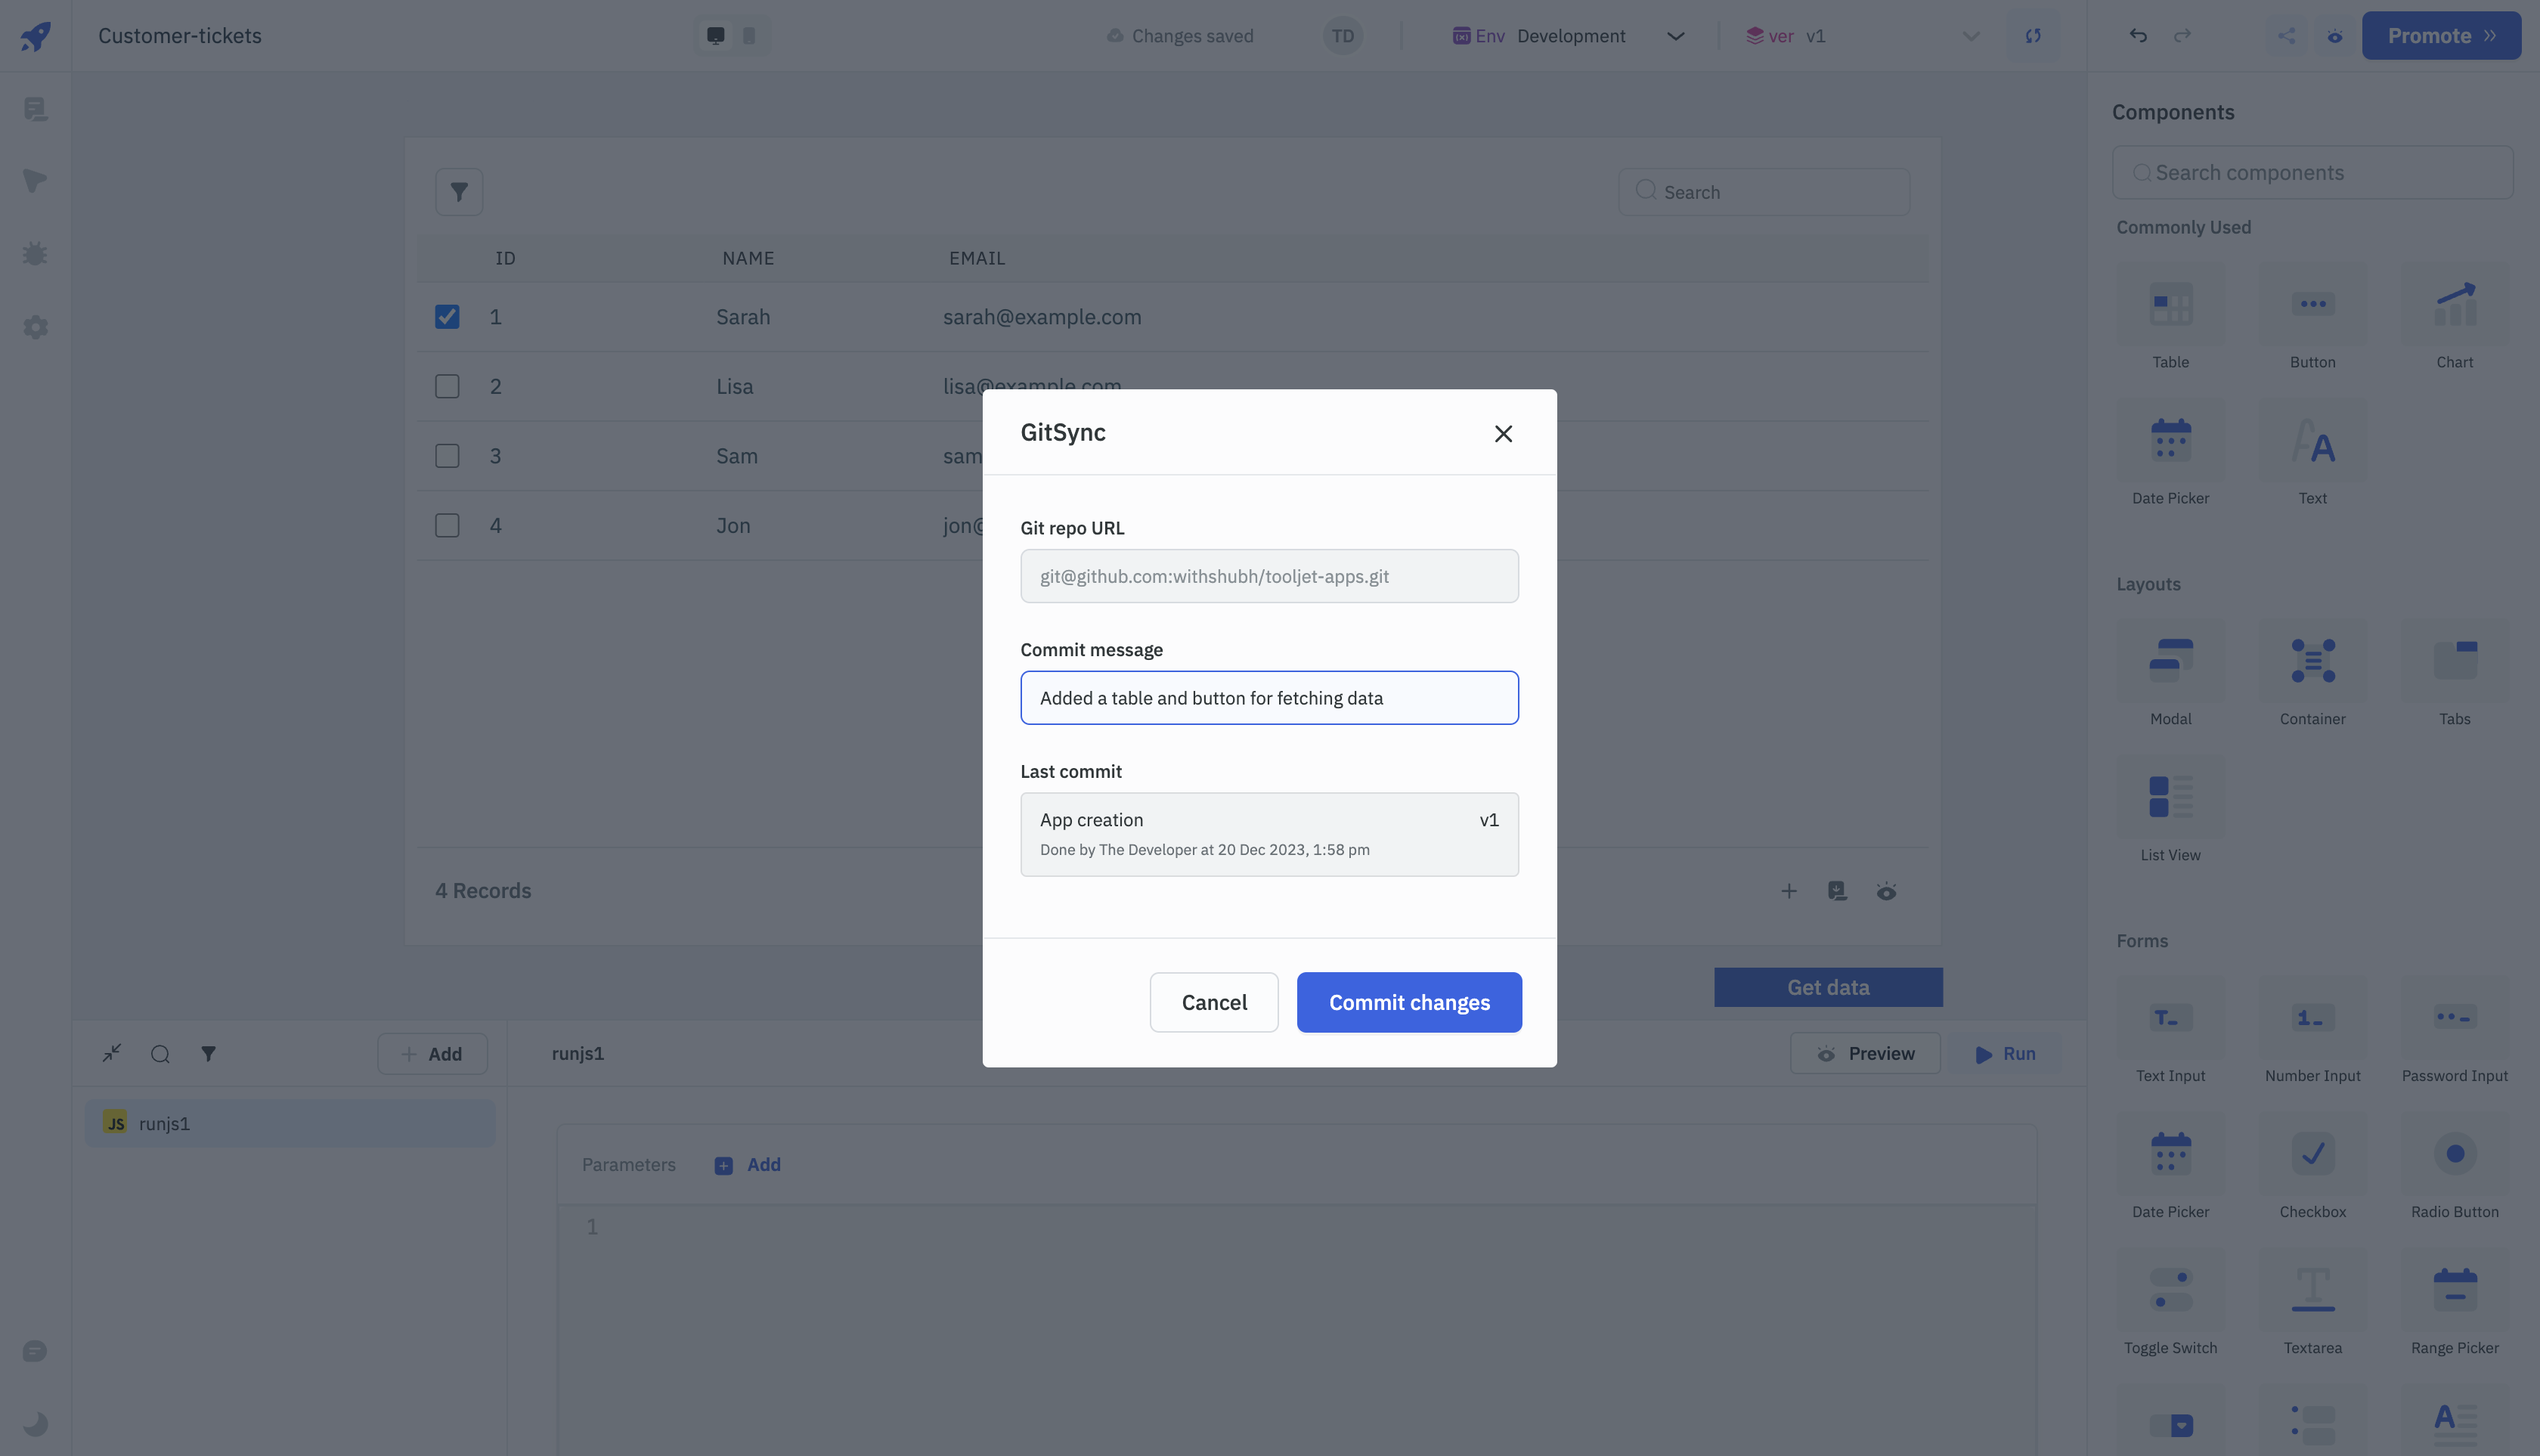 Customer-tickets
Changes saved
TD
Env Development
ver v1
Promote
Search
ID NAME EMAIL
1 Sarah sarah@example.com
2 Lisa lisa@example.com
3 Sam sam
4 Jon jon@
4 Records
Get data
GitSync
Git repo URL
git@github.com:withshubh/tooljet-apps.git
Commit message
Added a table and button for fetching data
Last commit
App creation v1
Done by The Developer at 20 Dec 2023, 1:58 pm
Cancel Commit changes
Add
runjs1
Preview Run
JS runjs1
Parameters Add
1
Components
Search components
Commonly Used
Table Button Chart
Date Picker Text
Layouts
Modal Container Tabs
List View
Forms
Text Input Number Input Password Input
Date Picker Checkbox Radio Button
Toggle Switch Textarea Range Picker